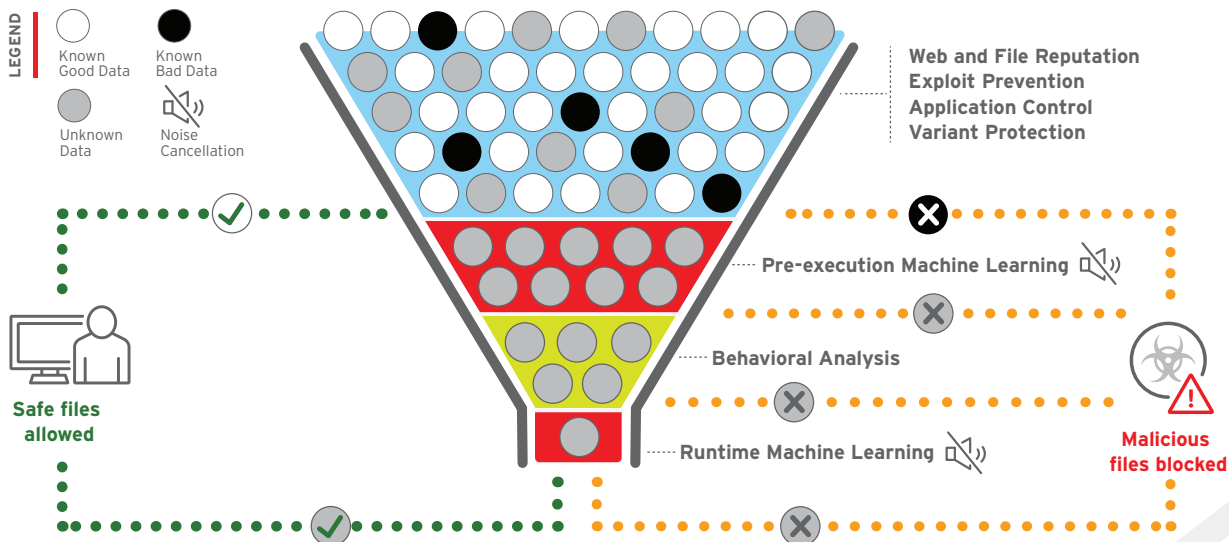 LEGEND
Known
Good Data
Known
Bad Data
Unknown
Data
Noise
Cancellation
Web and File Reputation
Exploit Prevention
Application Control
Variant Protection
Pre-execution Machine Learning
Behavioral Analysis
Runtime Machine Learning
Safe files
allowed
Malicious
files blocked